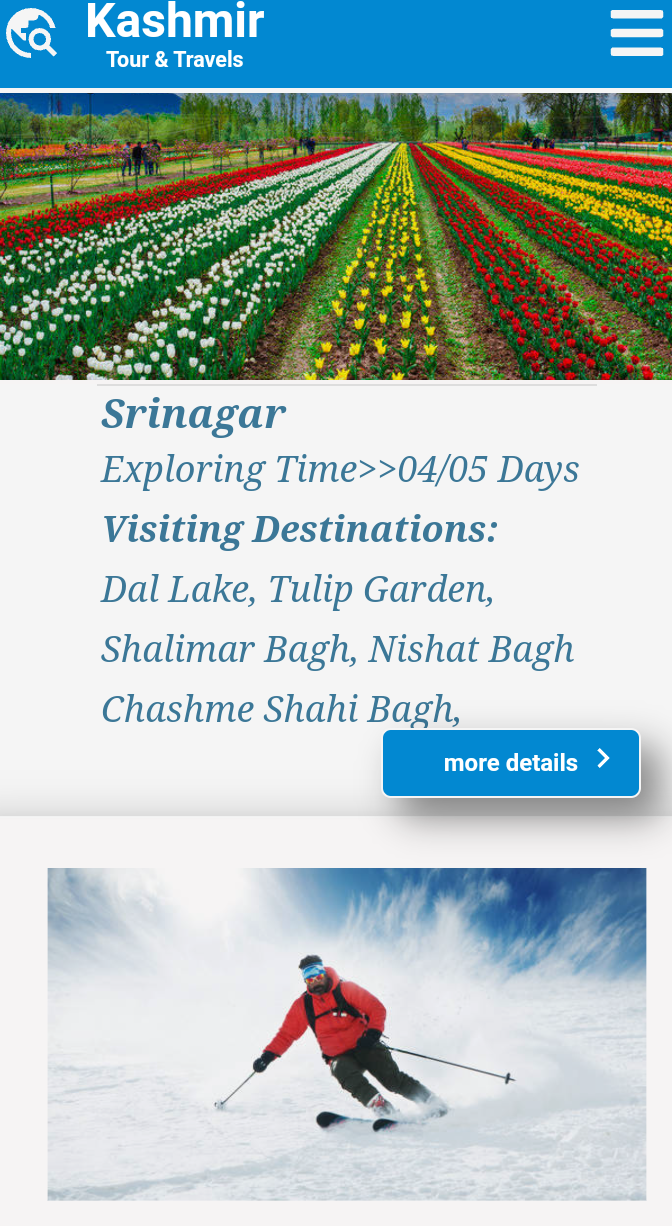 Kashmir
Tour & Travels
Srinagar
Exploring Time>>04/05 Days
Visiting Destinations:
Dal Lake, Tulip Garden,
Shalimar Bagh, Nishat Bagh
Chashme Shahi Bagh,
more details